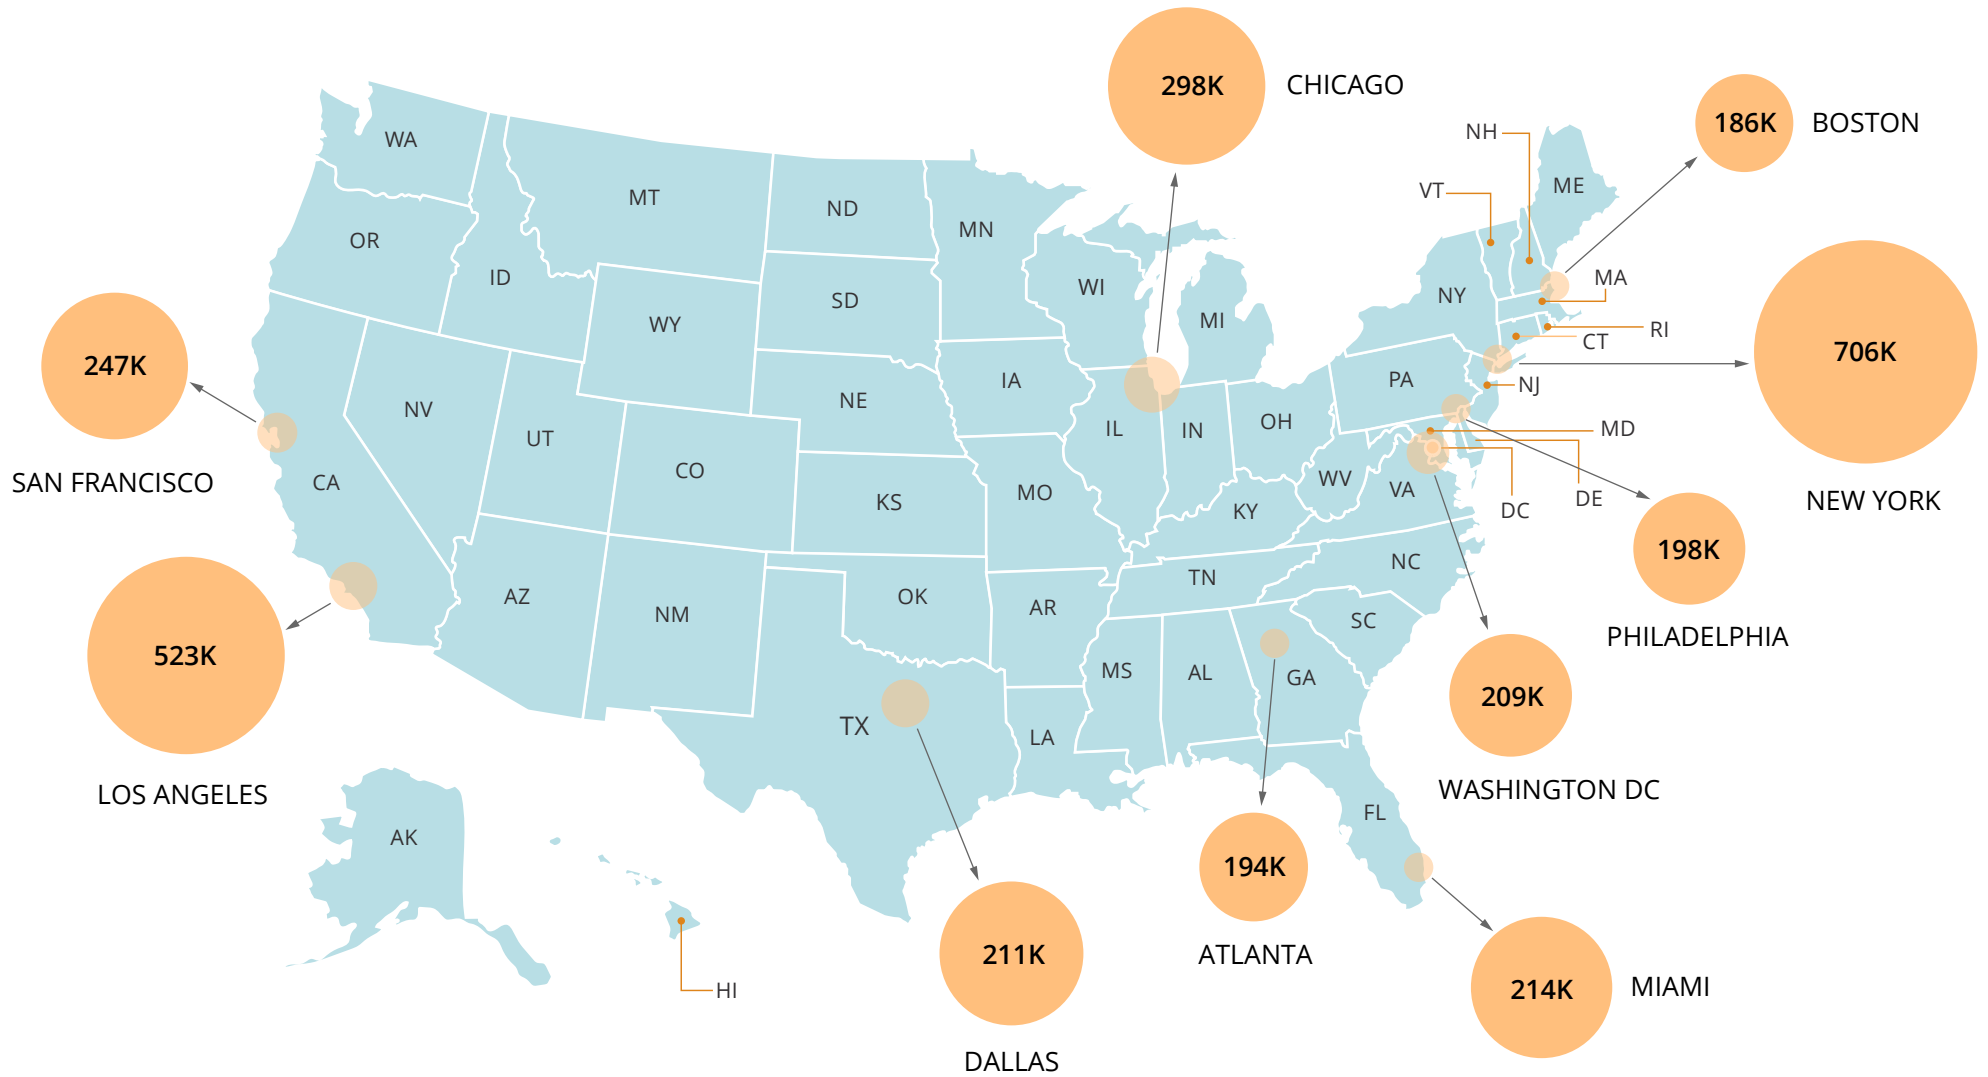 298K
CHICAGO
186K
BOSTON
NH
WA
VT
ME
MT
ND
MN
OR
ID
WI
MA
NY
SD
WY
MI
RI
CT
706K
247K
PA
NJ
IA
NE
NV
OH
IL
IN
MD
UT
CO
WV
CA
SAN FRANCISCO
MO
VA
DE
NEW YORK
KS
KY
DC
198K
NC
TN
AZ
OK
AR
NM
SC
PHILADELPHIA
523K
MS
AL
GA
209K
TX
LA
WASHINGTON DC
LOS ANGELES
FL
AK
194K
ATLANTA
211K
HI
214K
MIAMI
DALLAS